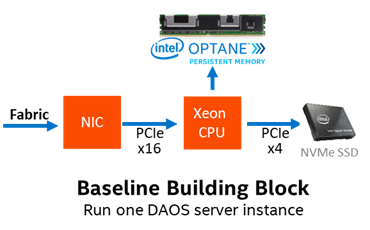 intel OPTANE
PERSISTENT MEMORY
Fabric
NIC
PCIe
x16
Xeon
CPU
PCIe
x4
NVMe SSD
Baseline Building Block
Run one DAOS server instance